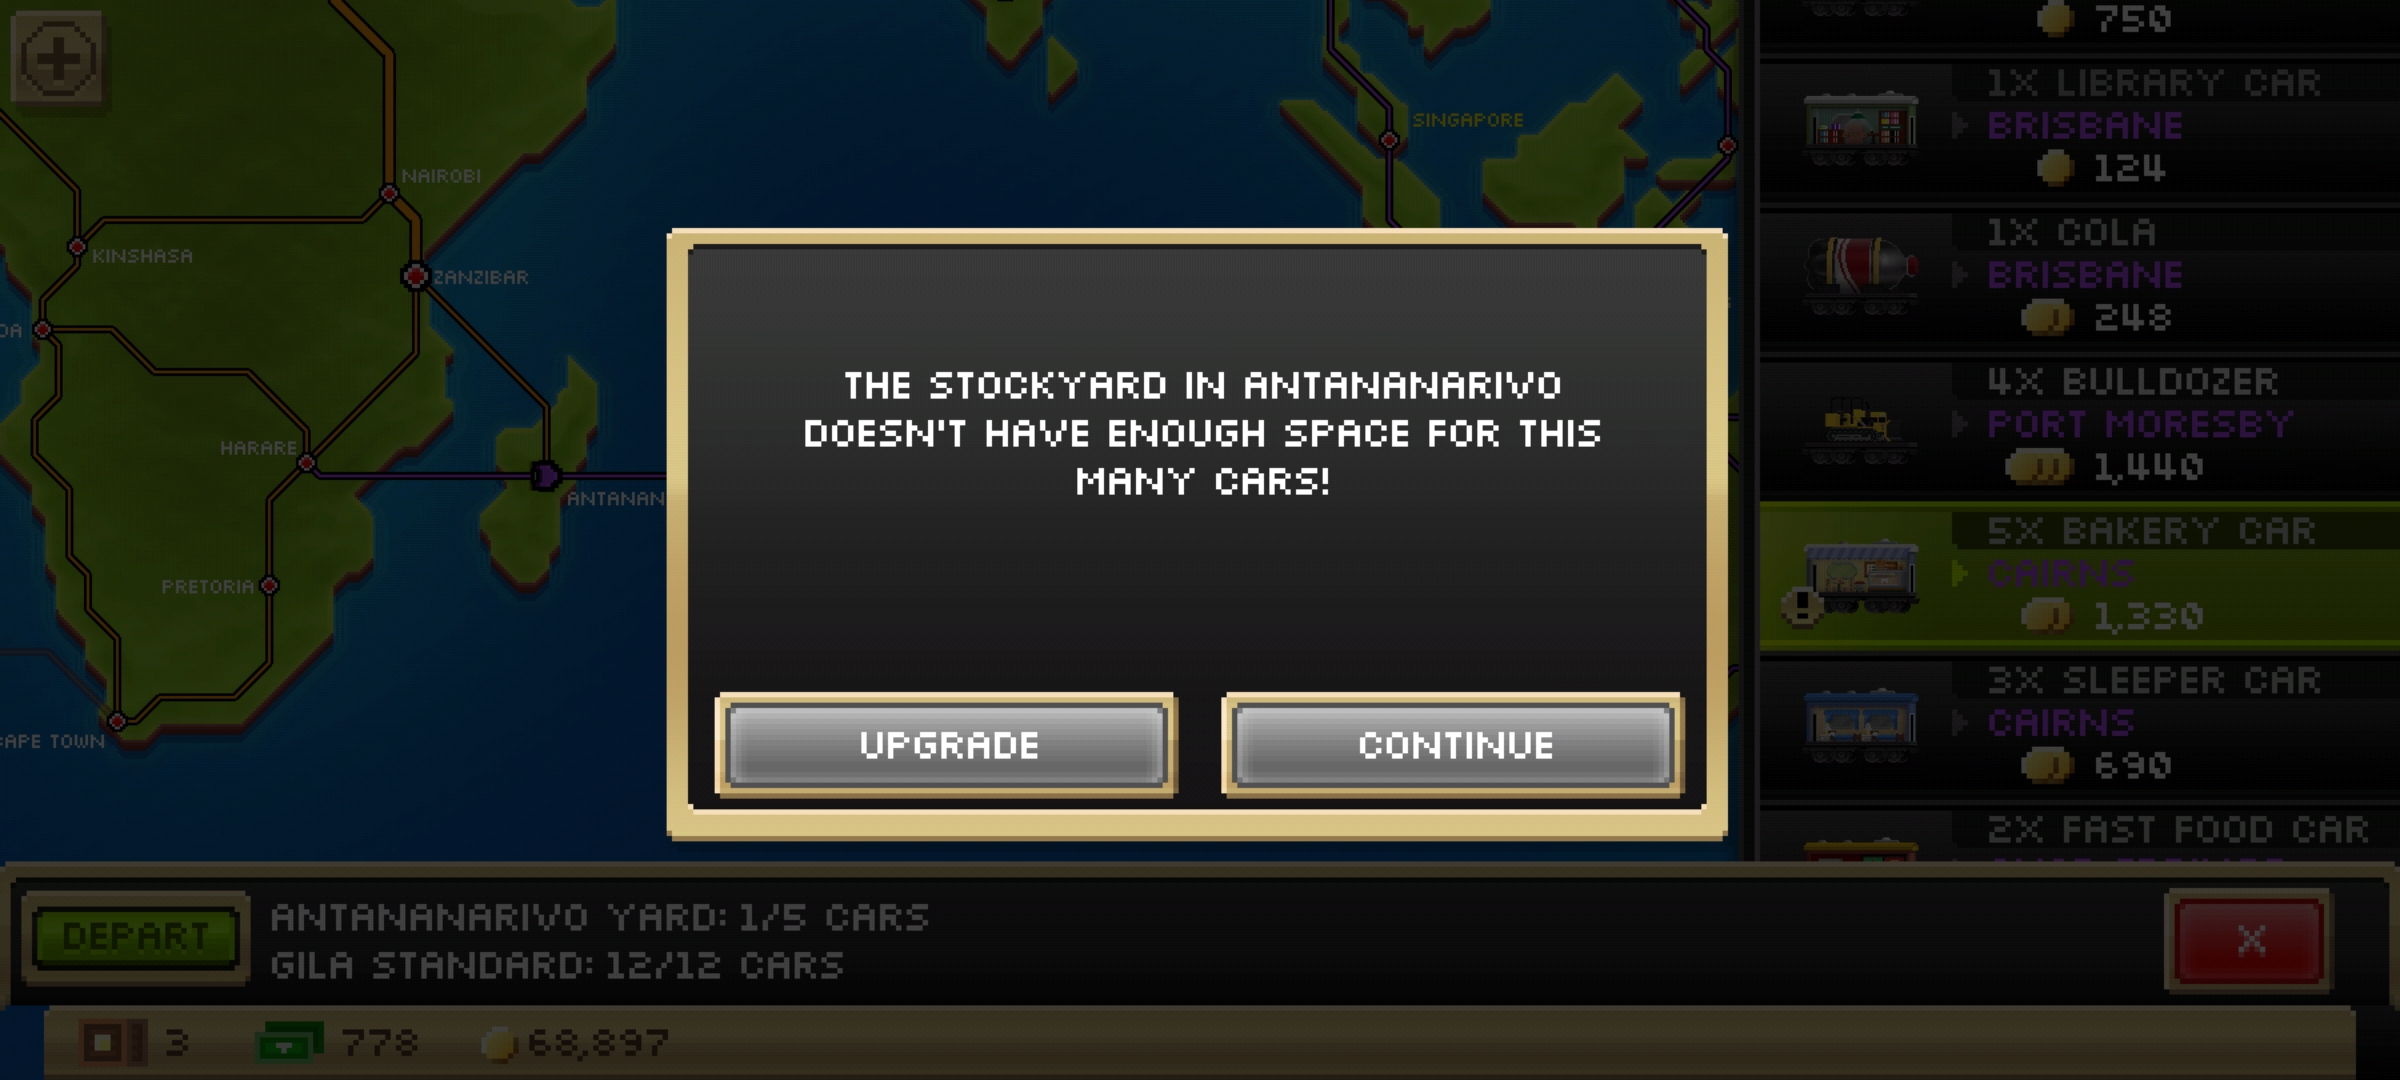 750
1X LIBRARY CAR
BRISBANE
124
1X COLA
BRISBANE
248
4X BULLDOZER
PORT MORESBY
1,440
5X BAKERY CAR
CAIRNS
1,330
3X SLEEPER CAR
CAIRNS
690
2X FAST FOOD CAR
SINGAPORE
NAIROBI
KINSHASA
ZANZIBAR
HARARE
ANTANAN
PRETORIA
APE TOWN
THE STOCKYARD IN ANTANANARIVO
DOESN'T HAVE ENOUGH SPACE FOR THIS
MANY CARS!
UPGRADE
CONTINUE
DEPART
ANTANANARIVO YARD: 1/5 CARS
GILA STANDARD: 12/12 CARS
X
3
778
68,897